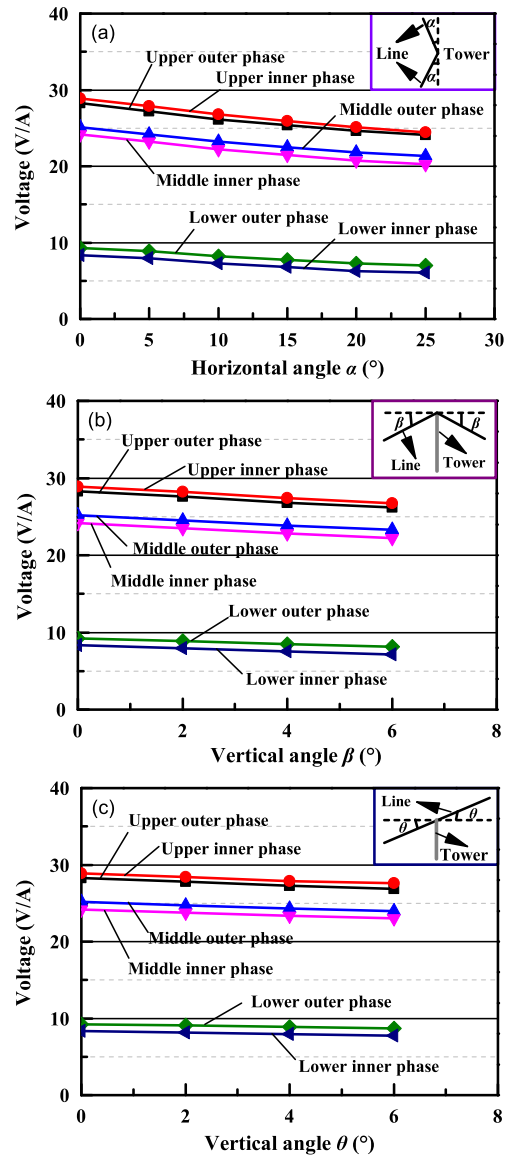 (a)
Voltage (V/A)
40
30
20
10
0
Upper outer phase
Upper inner phase
Middle outer phase
Middle inner phase
Lower outer phase
Lower inner phase
Line
Tower
α
α
0 5 10 15 20 25 30
Horizontal angle α (°)
(b)
Voltage (V/A)
40
30
20
10
0
Upper outer phase
Upper inner phase
Middle outer phase
Middle inner phase
Lower outer phase
Lower inner phase
β
β
Line
Tower
0 2 4 6 8
Vertical angle β (°)
(c)
Voltage (V/A)
40
30
20
10
0
Upper outer phase
Upper inner phase
Middle outer phase
Middle inner phase
Lower outer phase
Lower inner phase
Line
θ
θ
Tower
0 2 4 6 8
Vertical angle θ (°)